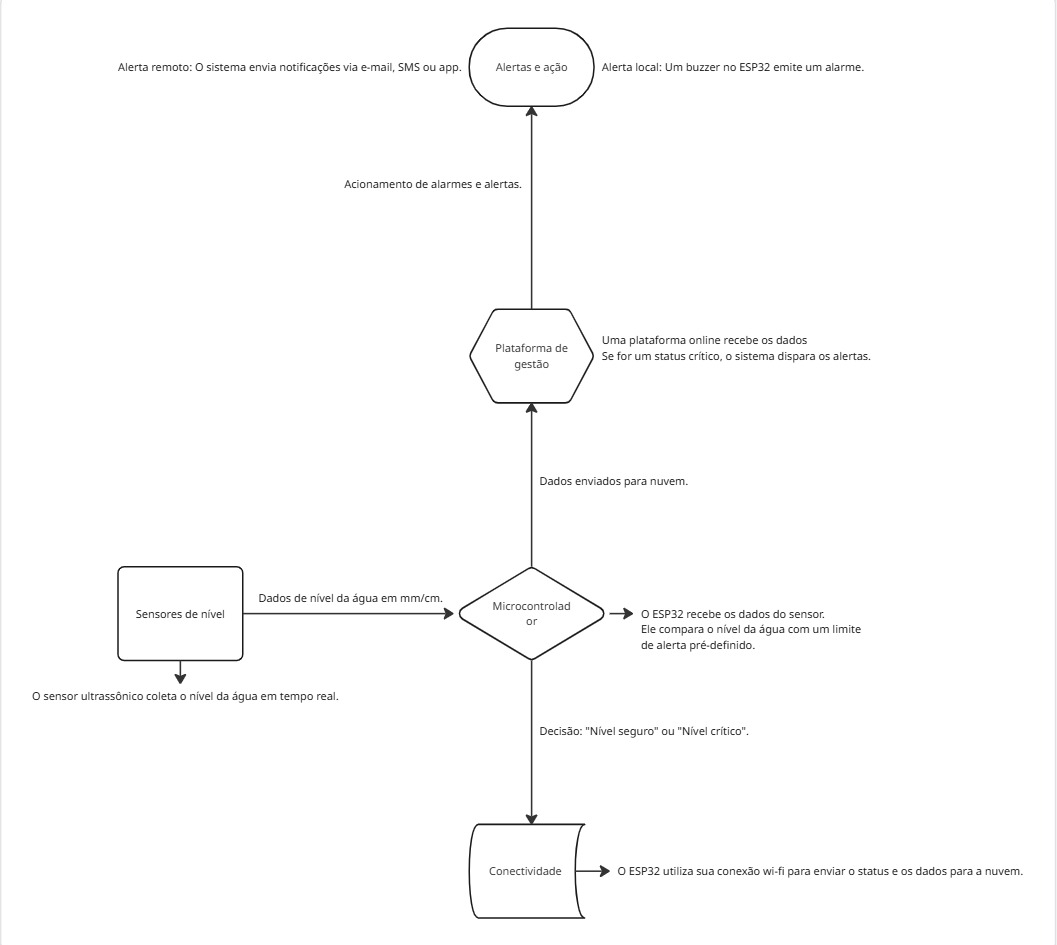 Alerta remoto: O sistema envia notificações via e-mail, SMS ou app.
Alertas e ação
Alerta local: Um buzzer no ESP32 emite um alarme.
Acionamento de alarmes e alertas.
Plataforma de
gestão
Uma plataforma online recebe os dados
Se for um status crítico, o sistema dispara os alertas.
Dados enviados para nuvem.
Sensores de nível
Dados de nível da água em mm/cm.
Microcontrolad
or
O ESP32 recebe os dados do sensor.
Ele compara o nível da água com um limite
de alerta pré-definido.
O sensor ultrassônico coleta o nível da água em tempo real.
Decisão: "Nível seguro" ou "Nível crítico".
Conectividade
O ESP32 utiliza sua conexão wi-fi para enviar o status e os dados para a nuvem.